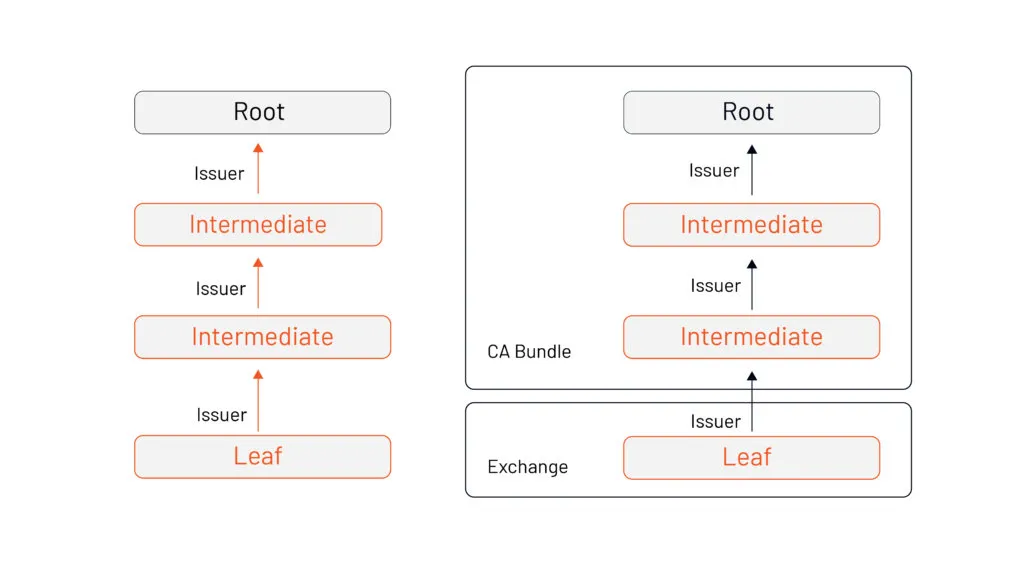 Root
Issuer
Intermediate
Issuer
Intermediate
Issuer
Leaf
Root
Issuer
Intermediate
Issuer
Intermediate
CA Bundle
Issuer
Leaf
Exchange